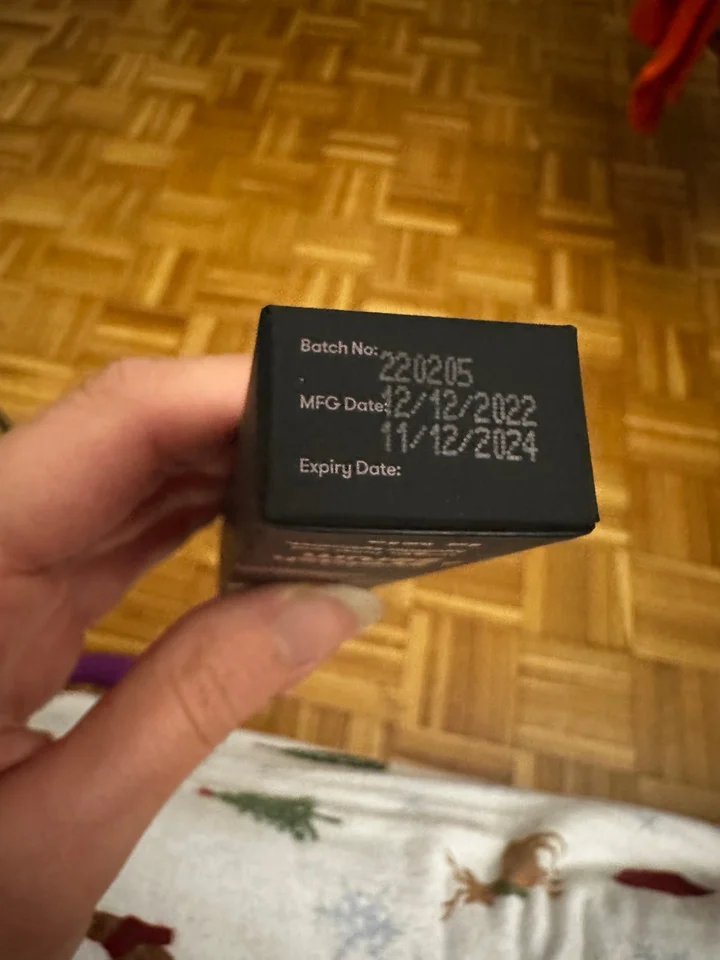 Batch No: 220205
MFG Date: 12/12/2022
11/12/2024
Expiry Date: